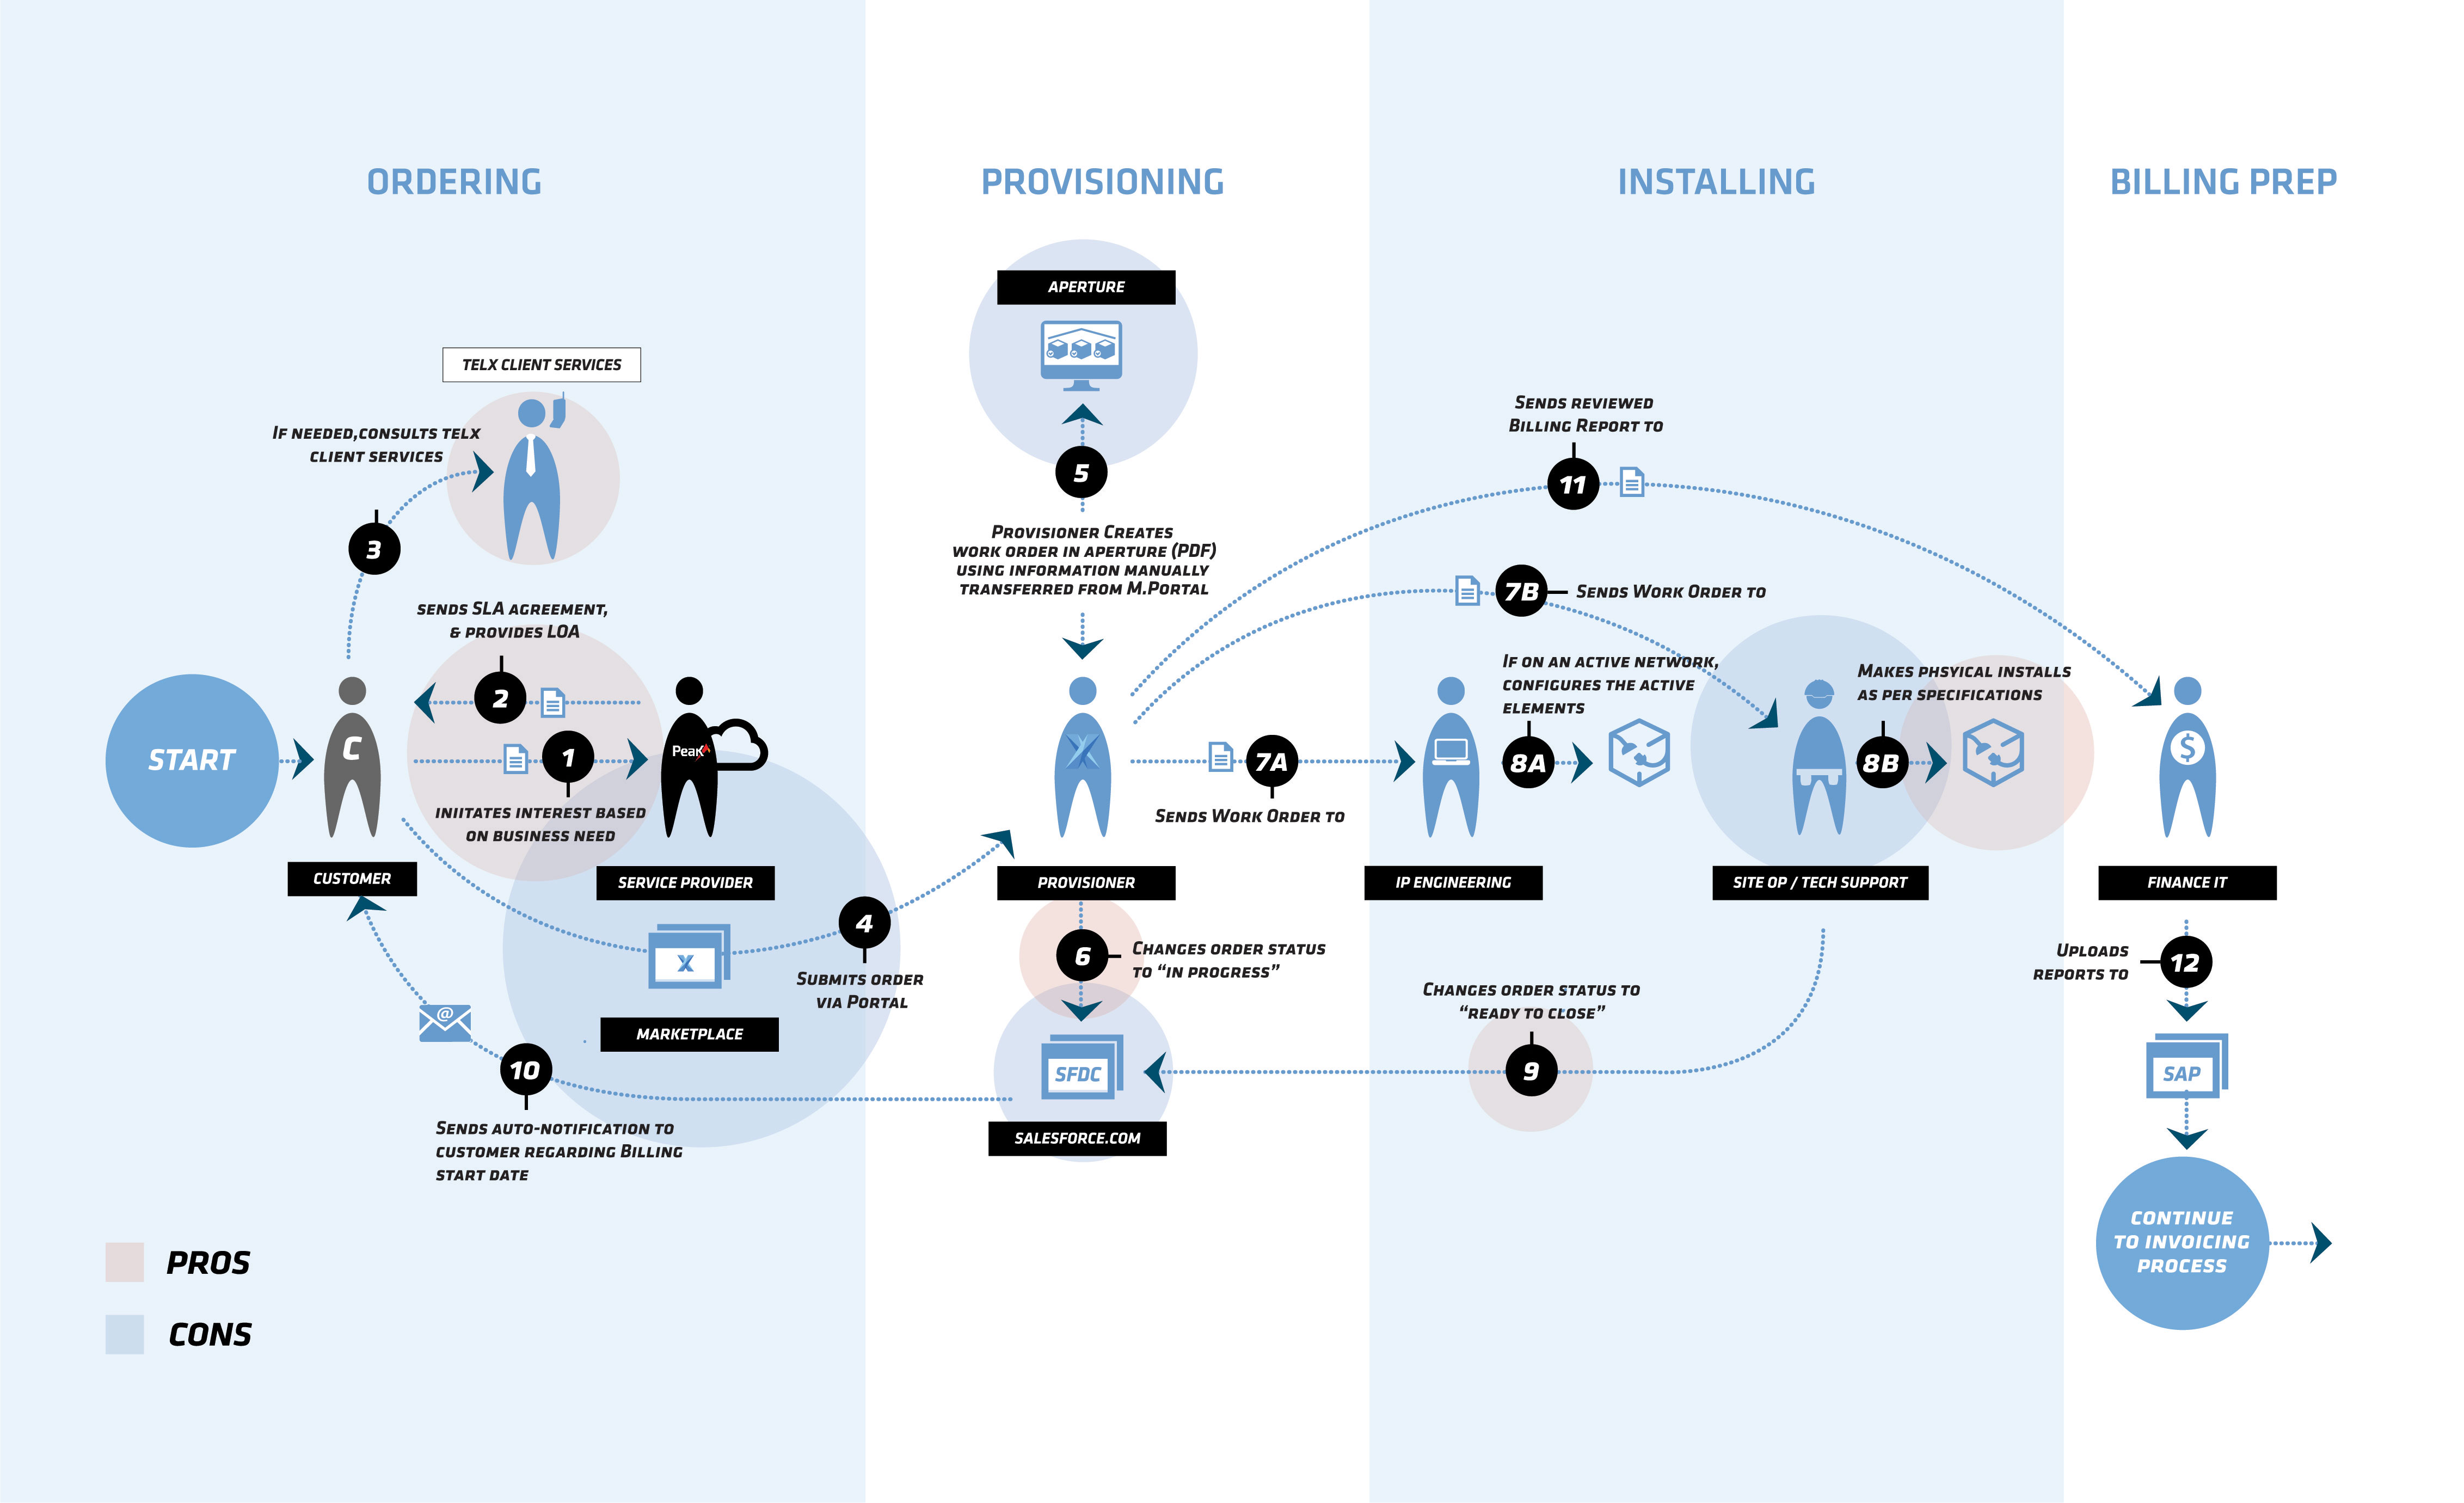 ORDERING
PROVISIONING
INSTALLING
BILLING PREP
TELX CLIENT SERVICES
IF NEEDED,CONSULTS TELX
CLIENT SERVICES
3
SENDS SLA AGREEMENT,
& PROVIDES LOA
2
START
C
Peak
1
INIITATES INTEREST BASED
ON BUSINESS NEED
CUSTOMER
SERVICE PROVIDER
X
MARKETPLACE
4
SUBMITS ORDER
VIA PORTAL
@
10
SENDS AUTO-NOTIFICATION TO
CUSTOMER REGARDING BILLING
START DATE
PROS
CONS
APERTURE
5
PROVISIONER CREATES
WORK ORDER IN APERTURE (PDF)
USING INFORMATION MANUALLY
TRANSFERRED FROM M.PORTAL
X
PROVISIONER
6
CHANGES ORDER STATUS
TO “IN PROGRESS”
SFDC
SALESFORCE.COM
7A
SENDS WORK ORDER TO
SENDS REVIEWED
BILLING REPORT TO
11
7B
SENDS WORK ORDER TO
IF ON AN ACTIVE NETWORK,
CONFIGURES THE ACTIVE
ELEMENTS
8A
IP ENGINEERING
MAKES PHSYICAL INSTALLS
AS PER SPECIFICATIONS
8B
SITE OP / TECH SUPPORT
CHANGES ORDER STATUS TO
“READY TO CLOSE”
9
$
FINANCE IT
UPLOADS
REPORTS TO
12
SAP
CONTINUE
TO INVOICING
PROCESS